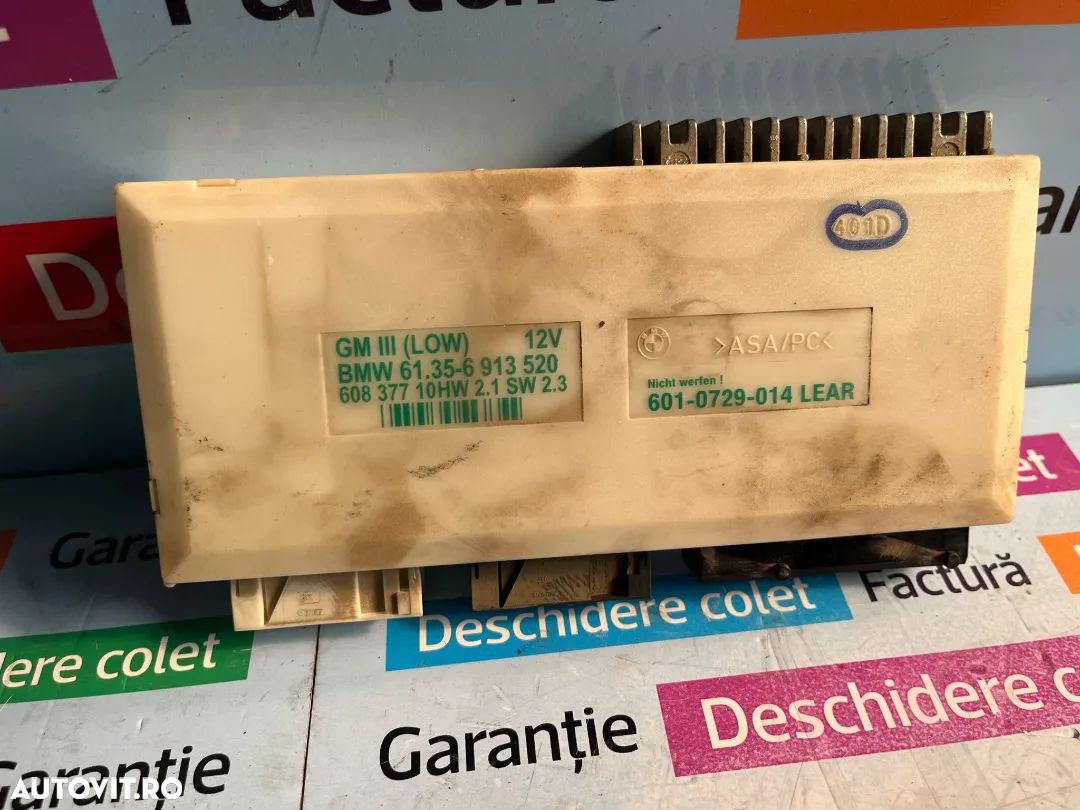 Factură
401D
GM III (LOW) 12V
BMW 61.35-6 913 520
608 377 10HW 2.1 SW 2.3
>ASA/PC<
Nicht werfen !
601-0729-014 LEAR
Garanție
dere colet
Deschidere colet
Factură
Garanție
Garanție
Deschidere c
AUTOVIT.RO